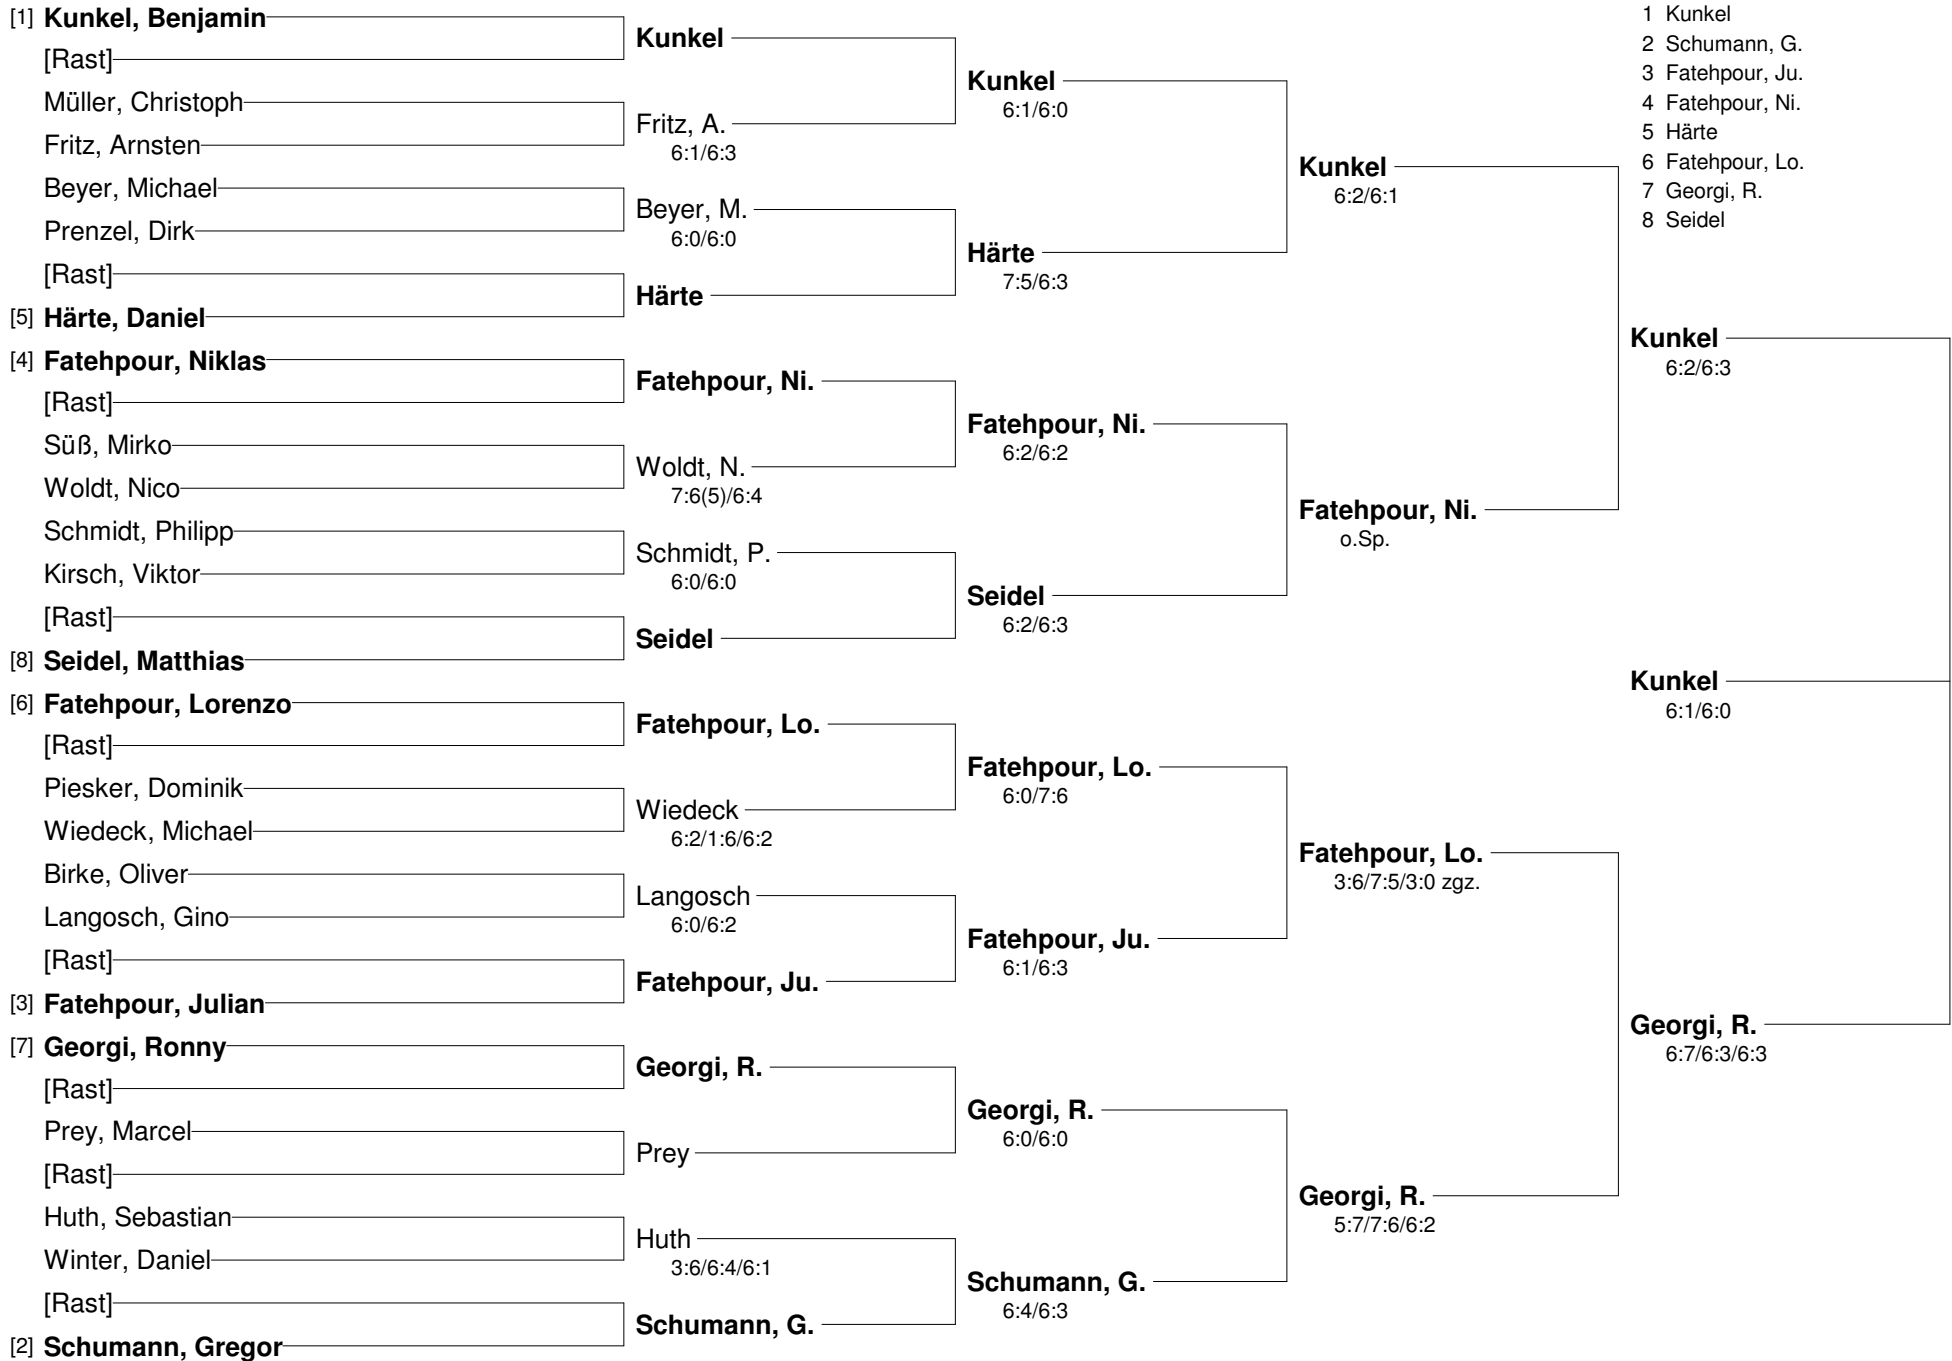 [1] Kunkel, Benjamin
[Rast]
Müller, Christoph
Fritz, Arnsten
Beyer, Michael
Prenzel, Dirk
[Rast]
[5] Härte, Daniel
[4] Fatehpour, Niklas
[Rast]
Süß, Mirko
Woldt, Nico
Schmidt, Philipp
Kirsch, Viktor
[Rast]
[8] Seidel, Matthias
[6] Fatehpour, Lorenzo
[Rast]
Piesker, Dominik
Wiedeck, Michael
Birke, Oliver
Langosch, Gino
[Rast]
[3] Fatehpour, Julian
[7] Georgi, Ronny
[Rast]
Prey, Marcel
[Rast]
Huth, Sebastian
Winter, Daniel
[Rast]
[2] Schumann, Gregor
Kunkel
Fritz, A.
6:1/6:3
Beyer, M.
6:0/6:0
Härte
Fatehpour, Ni.
Woldt, N.
7:6(5)/6:4
Schmidt, P.
6:0/6:0
Seidel
Fatehpour, Lo.
Wiedeck
6:2/1:6/6:2
Langosch
6:0/6:2
Fatehpour, Ju.
Georgi, R.
Prey
Huth
3:6/6:4/6:1
Schumann, G.
Kunkel
6:1/6:0
Härte
7:5/6:3
Fatehpour, Ni.
6:2/6:2
Seidel
6:2/6:3
Fatehpour, Lo.
6:0/7:6
Fatehpour, Ju.
6:1/6:3
Georgi, R.
6:0/6:0
Schumann, G.
6:4/6:3
Kunkel
6:2/6:1
Fatehpour, Ni.
o.Sp.
Fatehpour, Lo.
3:6/7:5/3:0 zgz.
Georgi, R.
5:7/7:6/6:2
Kunkel
6:2/6:3
Georgi, R.
6:7/6:3/6:3
Kunkel
6:1/6:0
1 Kunkel
2 Schumann, G.
3 Fatehpour, Ju.
4 Fatehpour, Ni.
5 Härte
6 Fatehpour, Lo.
7 Georgi, R.
8 Seidel